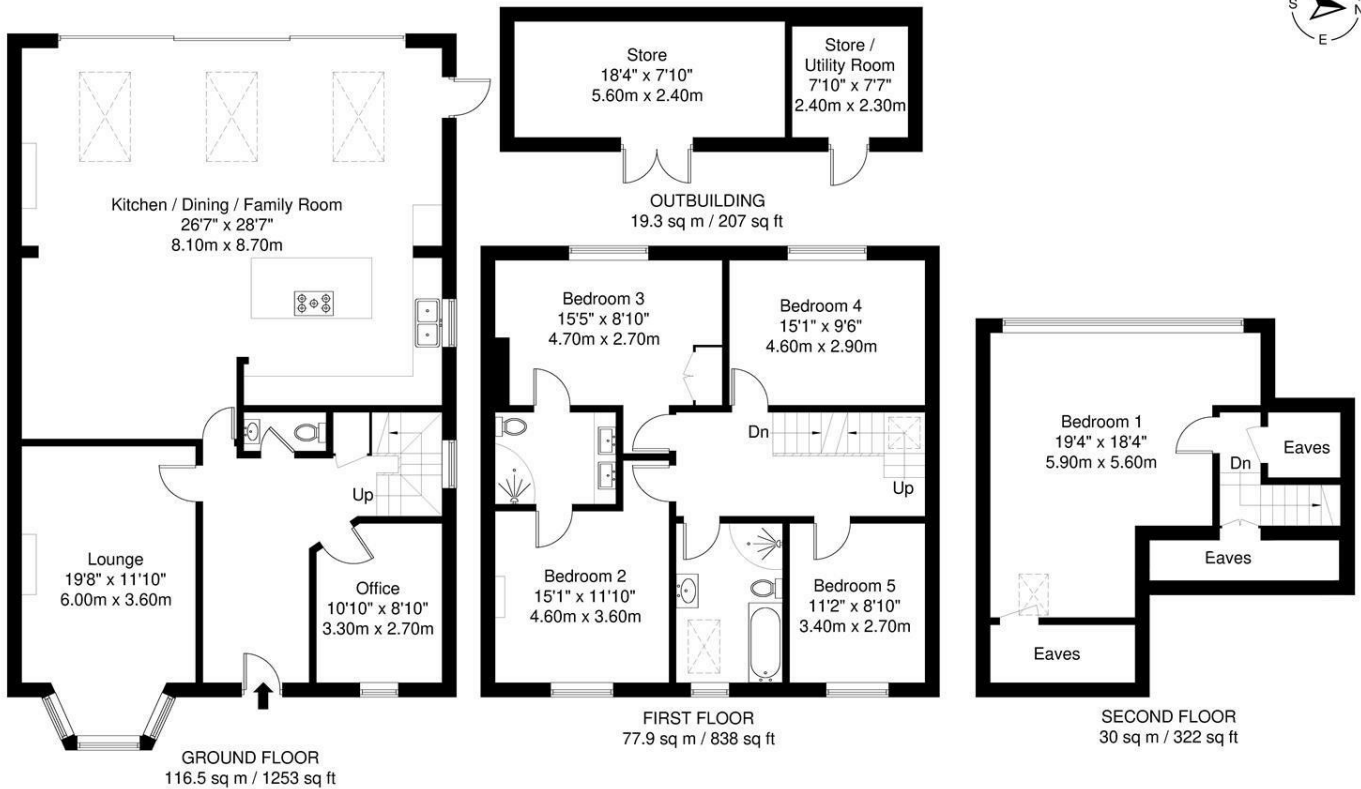 S
N
E
Store
18'4" x 7'10"
5.60m x 2.40m
Store /
Utility Room
7'10" x 7'7"
2.40m x 2.30m
OUTBUILDING
19.3 sq m / 207 sq ft
Kitchen / Dining / Family Room
26'7" x 28'7"
8.10m x 8.70m
Up
Lounge
19'8" x 11'10"
6.00m x 3.60m
Office
10'10" x 8'10"
3.30m x 2.70m
GROUND FLOOR
116.5 sq m / 1253 sq ft
Bedroom 3
15'5" x 8'10"
4.70m x 2.70m
Bedroom 4
15'1" x 9'6"
4.60m x 2.90m
Dn
Up
Bedroom 2
15'1" x 11'10"
4.60m x 3.60m
Bedroom 5
11'2" x 8'10"
3.40m x 2.70m
FIRST FLOOR
77.9 sq m / 838 sq ft
Bedroom 1
19'4" x 18'4"
5.90m x 5.60m
Eaves
Dn
Eaves
Eaves
SECOND FLOOR
30 sq m / 322 sq ft